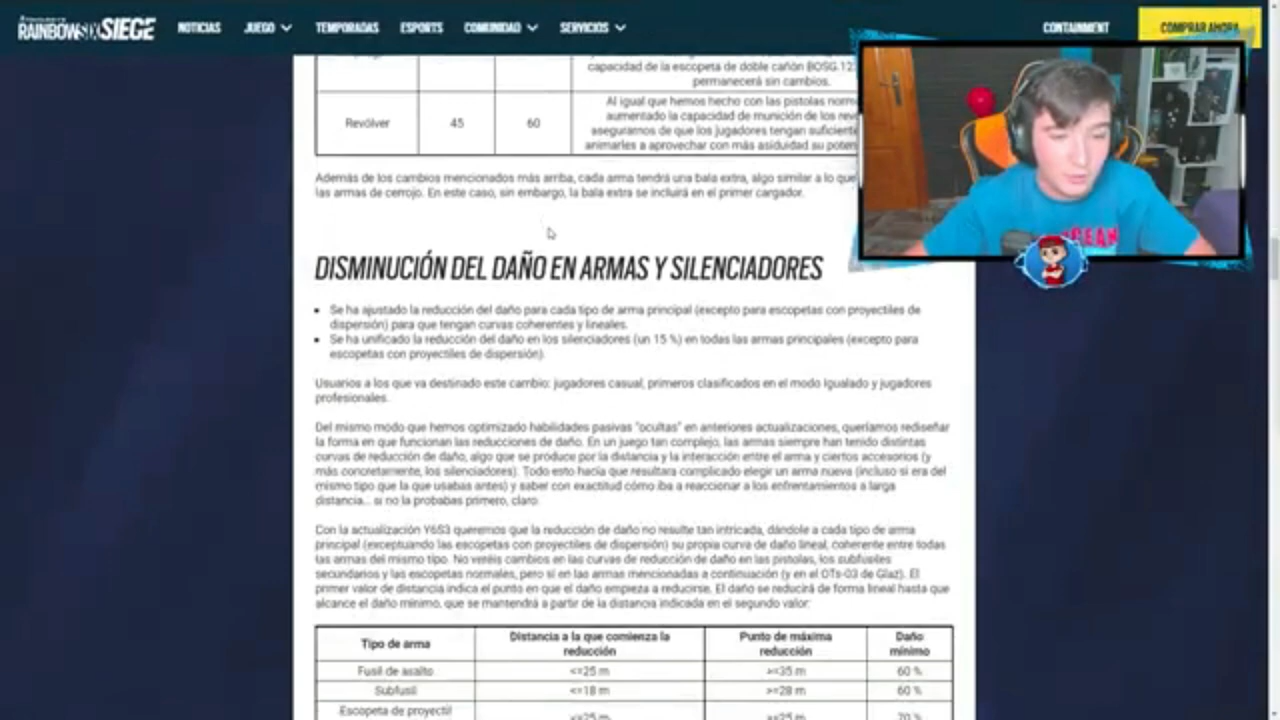 RAINBOWSIX SIEGE
NOTICIAS
JUEGO
TEMPORADAS
ESPORTS
COMUNIDAD
SERVICIOS
CONTAINMENT
COMPRAR AHORA
capacidad de la escopeta de doble cañón BOSG.12
permanecerá sin cambios.
Revólver 45 60
Al igual que hemos hecho con las pistolas
aumentado la capacidad de munición de los
asegurarnos de que los jugadores tengan suficiente
animarles a aprovechar con más asiduidad su
Además de los cambios mencionados más arriba, cada arma tendrá una bala extra, algo similar a lo que
las armas de cerrojo. En este caso, sin embargo, la bala extra se incluirá en el primer cargador.
DISMINUCIÓN DEL DAÑO EN ARMAS Y SILENCIADORES
• Se ha ajustado la reducción del daño para cada tipo de arma principal (excepto para escopetas con proyectiles de
dispersión) para que tengan curvas coherentes y lineales.
• Se ha unificado la reducción del daño en los silenciadores (un 15 %) en todas las armas principales (excepto para
escopetas con proyectiles de dispersión).
Usuarios a los que va destinado este cambio: jugadores casual, primeros clasificados en el modo Igualado y jugadores
profesionales.
Del mismo modo que hemos optimizado habilidades pasivas "ocultas" en anteriores actualizaciones, queríamos rediseñar
la forma en que funcionan las reducciones de daño. En un juego tan complejo, las armas siempre han tenido distintas
curvas de reducción de daño, algo que se produce por la distancia y la interacción entre el arma y ciertos accesorios (y
más concretamente, los silenciadores). Todo esto hacía que resultara complicado elegir un arma nueva (incluso si era del
mismo tipo que la que usabas antes) y saber con exactitud cómo iba a reaccionar a los enfrentamientos a larga
distancia... si no la probabas primero, claro.
Con la actualización Y6S3 queremos que la reducción de daño no resulte tan intricada, dándole a cada tipo de arma
principal (exceptuando las escopetas con proyectiles de dispersión) su propia curva de daño lineal, coherente entre todas
las armas del mismo tipo. No veréis cambios en las curvas de reducción de daño en las pistolas, los subfusiles
secundarios y las escopetas normales, pero sí en las armas mencionadas a continuación (y en el OTs-03 de Glaz). El
primer valor de distancia indica el punto en que el daño empieza a reducirse. El daño se reducirá de forma lineal hasta que
alcance el daño mínimo, que se mantendrá a partir de la distancia indicada en el segundo valor:
Tipo de arma
Distancia a la que comienza la
reducción
Punto de máxima
reducción
Daño
mínimo
Fusil de asalto <=25 m >=35 m 60 %
Subfusil <=18 m >=28 m 60 %
Escopeta de proyectil <=25m >=25m 70 %